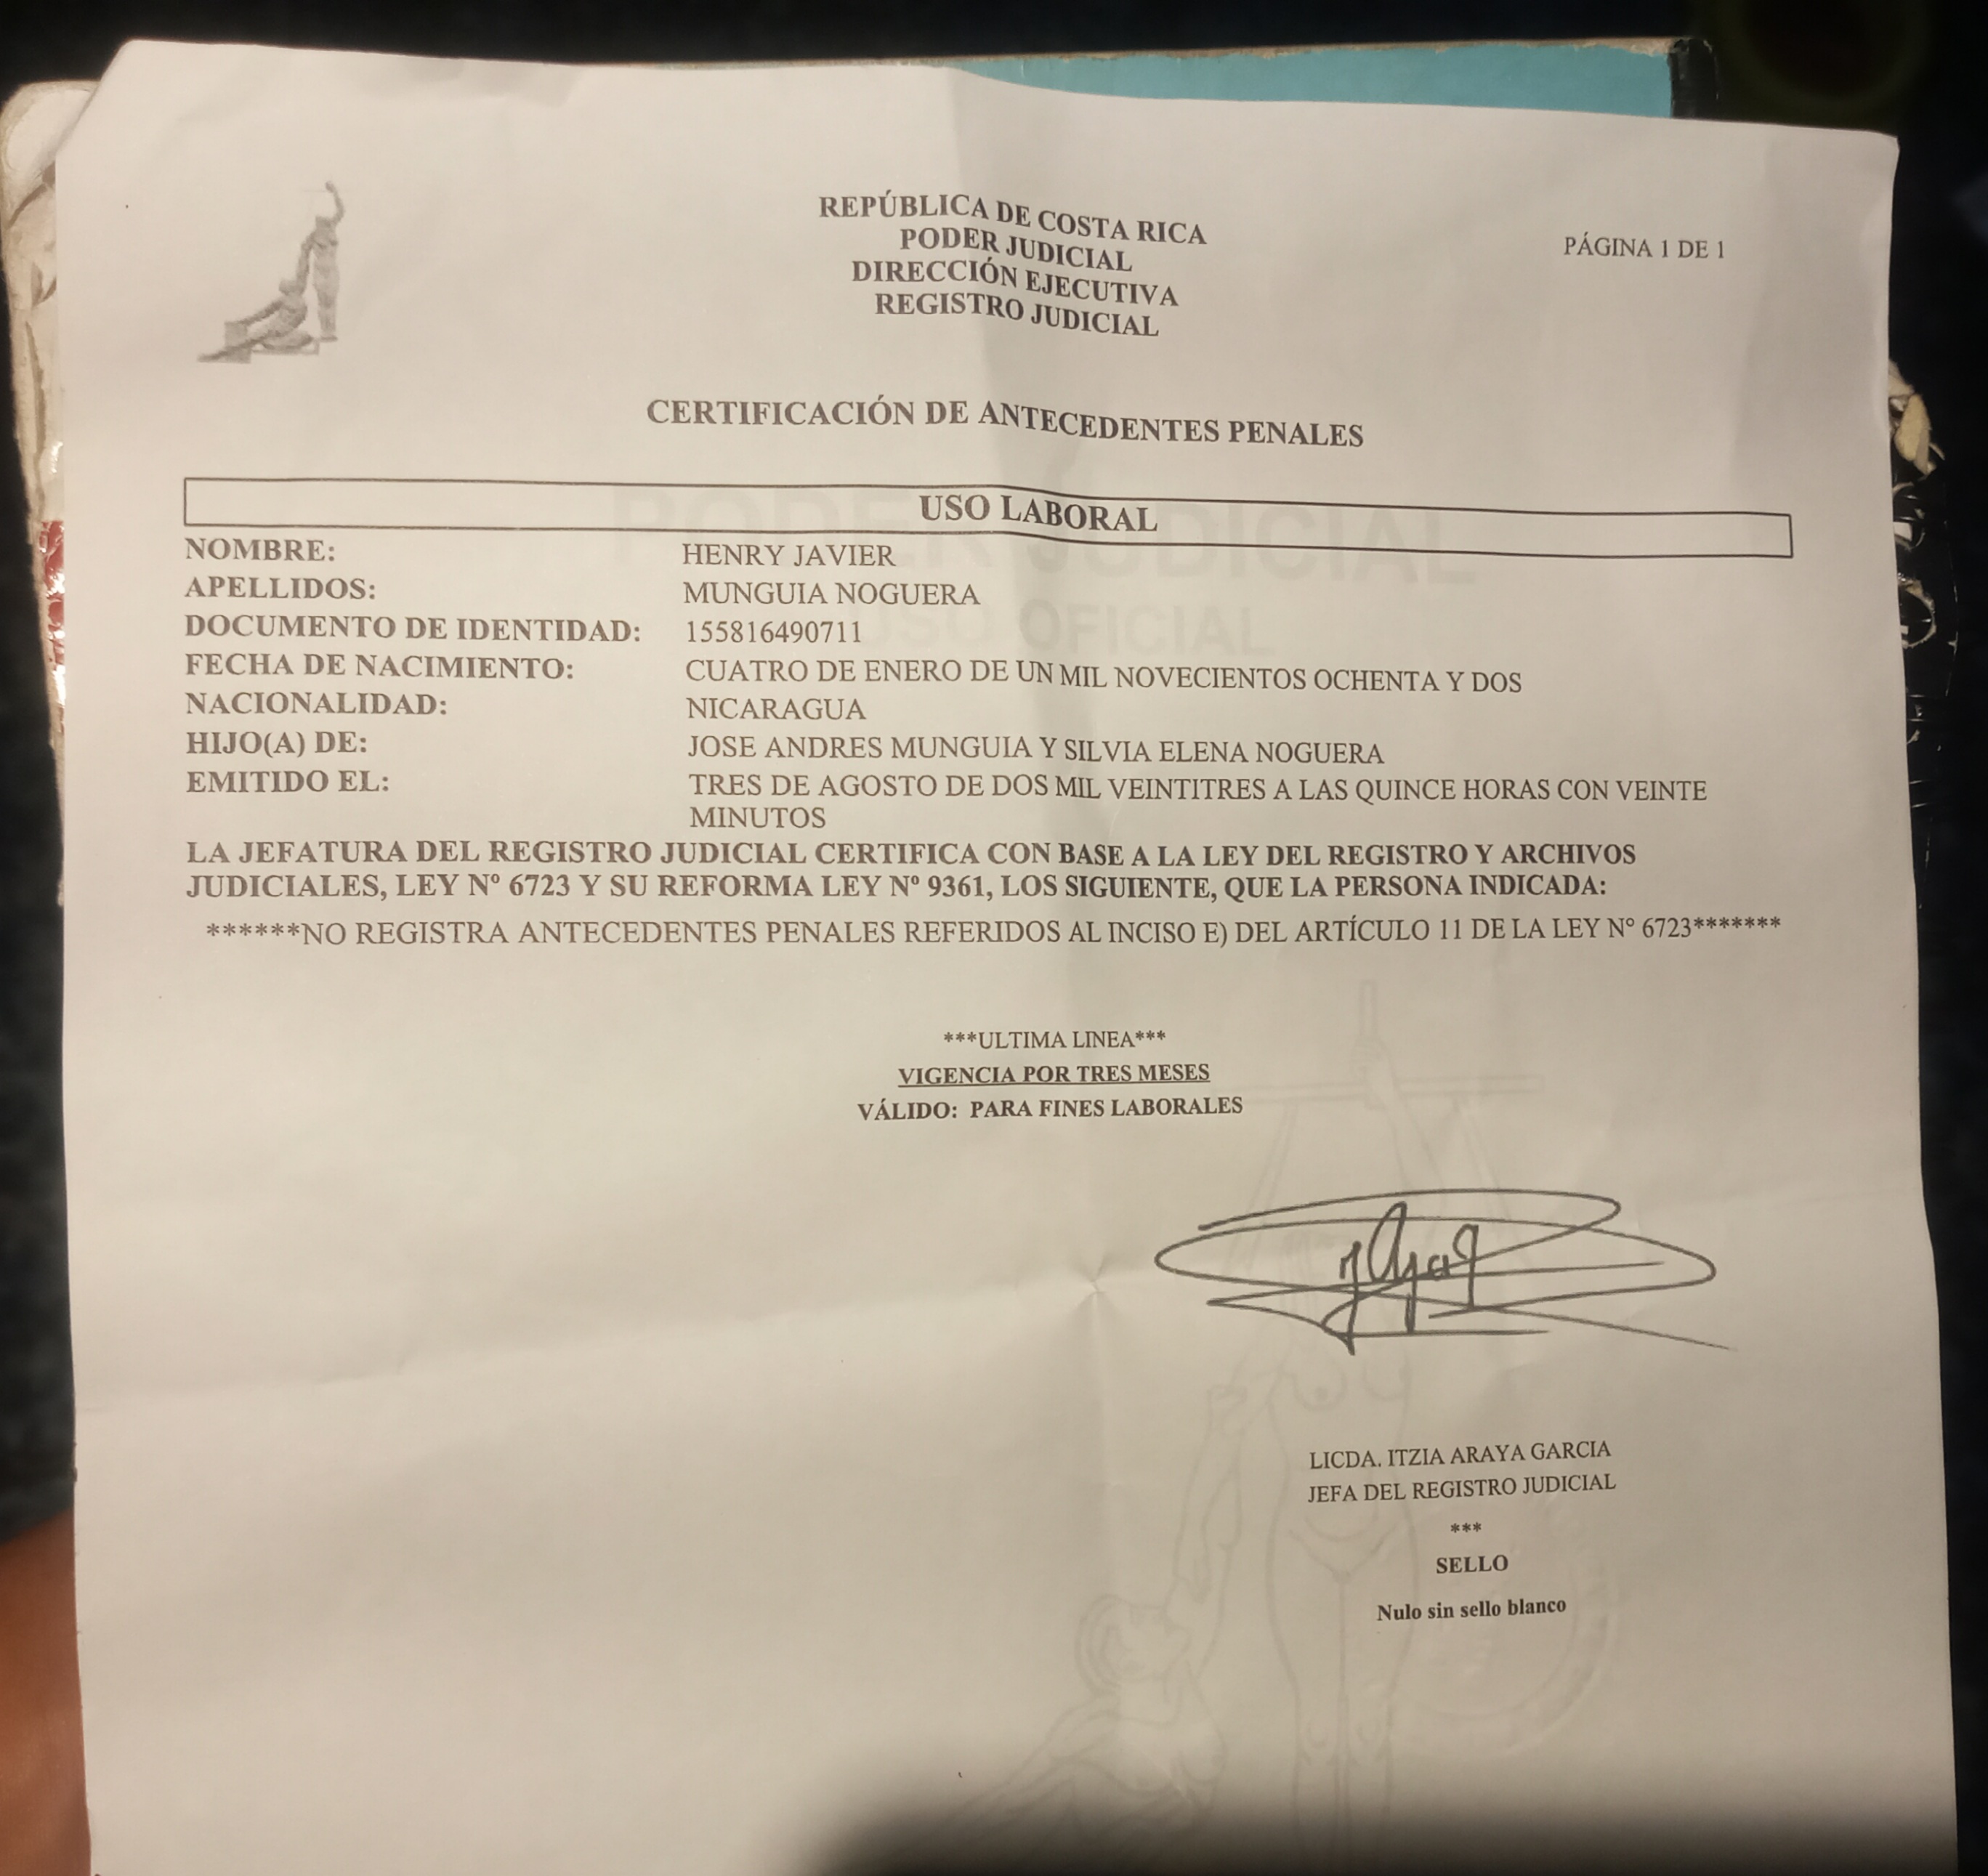 REPÚBLICA DE COSTA RICA
PODER JUDICIAL
DIRECCIÓN EJECUTIVA
REGISTRO JUDICIAL
PÁGINA 1 DE 1
CERTIFICACIÓN DE ANTECEDENTES PENALES
PODER JUDICIAL
USO OFICIAL
USO LABORAL
NOMBRE: HENRY JAVIER
APELLIDOS: MUNGUIA NOGUERA
DOCUMENTO DE IDENTIDAD: 155816490711
FECHA DE NACIMIENTO: CUATRO DE ENERO DE UN MIL NOVECIENTOS OCHENTA Y DOS
NACIONALIDAD: NICARAGUA
HIJO(A) DE: JOSE ANDRES MUNGUIA Y SILVIA ELENA NOGUERA
EMITIDO EL: TRES DE AGOSTO DE DOS MIL VEINTITRES A LAS QUINCE HORAS CON VEINTE
MINUTOS
LA JEFATURA DEL REGISTRO JUDICIAL CERTIFICA CON BASE A LA LEY DEL REGISTRO Y ARCHIVOS
JUDICIALES, LEY Nº 6723 Y SU REFORMA LEY Nº 9361, LOS SIGUIENTE, QUE LA PERSONA INDICADA:
******NO REGISTRA ANTECEDENTES PENALES REFERIDOS AL INCISO E) DEL ARTÍCULO 11 DE LA LEY N° 6723*******
***ULTIMA LINEA***
VIGENCIA POR TRES MESES
VÁLIDO: PARA FINES LABORALES
LICDA. ITZIA ARAYA GARCIA
JEFA DEL REGISTRO JUDICIAL
***
SELLO
Nulo sin sello blanco